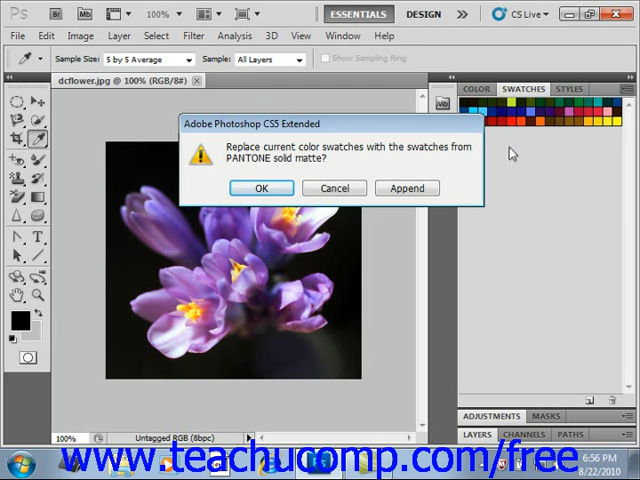 Ps Br Mb 100% ESSENTIALS DESIGN CS Live
File Edit Image Layer Select Filter Analysis 3D View Window Help
Sample Size: 5 by 5 Average Sample: All Layers Show Sampling Ring
dcflower.jpg @ 100% (RGB/8#)
COLOR SWATCHES STYLES
Mb
Adobe Photoshop CS5 Extended
Replace current color swatches with the swatches from
PANTONE solid matte?
OK Cancel Append
T
ADJUSTMENTS MASKS
100% Untagged RGB (8bpc)
LAYERS CHANNELS PATHS
www.teachucomp.com/free
6:56 PM
8/22/2010